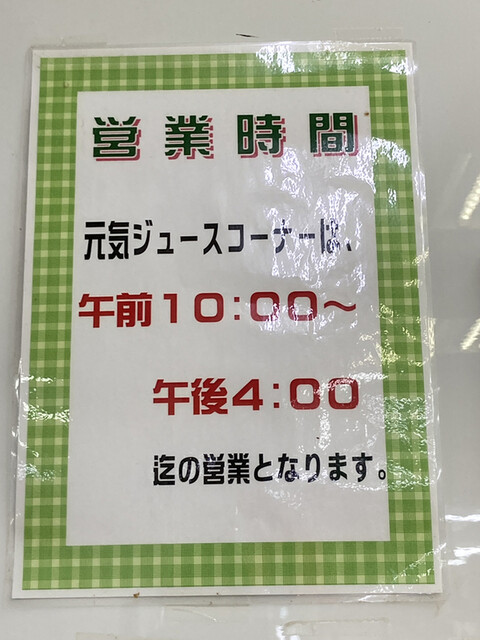 営業時間
元気ジュースコーナーは、
午前10:00～
午後4:00
迄の営業となります。